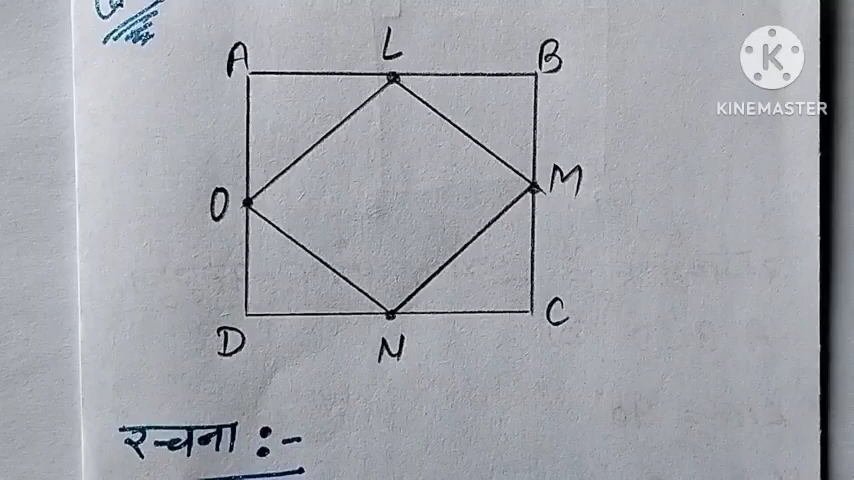 A L B
K
KINEMASTER
O M
D N C
रचना :-